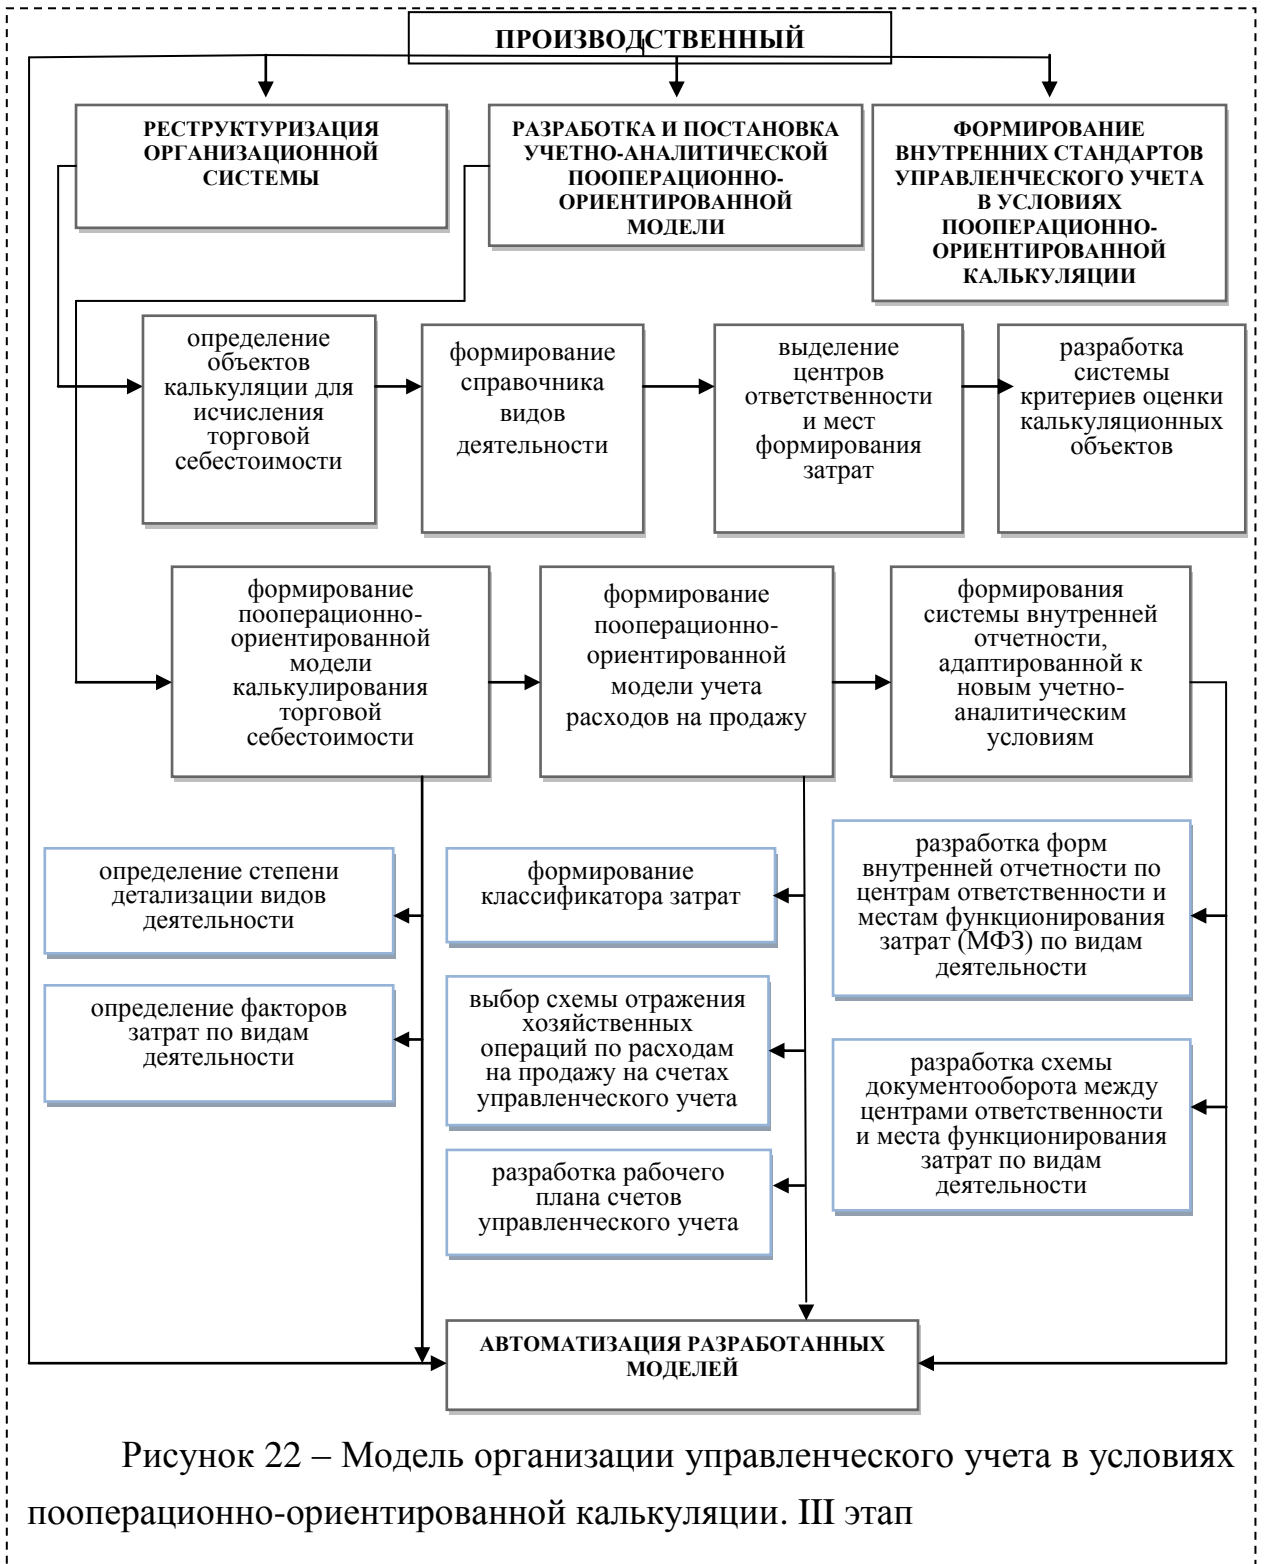 ПРОИЗВОДСТВЕННЫЙ
РЕСТРУКТУРИЗАЦИЯ
ОРГАНИЗАЦИОННОЙ
СИСТЕМЫ
РАЗРАБОТКА И ПОСТАНОВКА
УЧЕТНО-АНАЛИТИЧЕСКОЙ
ПООПЕРАЦИОННО-
ОРИЕНТИРОВАННОЙ
МОДЕЛИ
ФОРМИРОВАНИЕ
ВНУТРЕННИХ СТАНДАРТОВ
УПРАВЛЕНЧЕСКОГО УЧЕТА
В УСЛОВИЯХ
ПООПЕРАЦИОННО-
ОРИЕНТИРОВАННОЙ
КАЛЬКУЛЯЦИИ
определение
объектов
калькуляции для
исчисления
торговой
себестоимости
формирование
справочника
видов
деятельности
выделение
центров
ответственности
и мест
формирования
затрат
разработка
системы
критериев оценки
калькуляционных
объектов
формирование
пооперационно-
ориентированной
модели
калькулирования
торговой
себестоимости
формирование
пооперационно-
ориентированной
модели учета
расходов на продажу
формирования
системы внутренней
отчетности,
адаптированной к
новым учетно-
аналитическим
условиям
определение степени
детализации видов
деятельности
определение факторов
затрат по видам
деятельности
формирование
классификатора затрат
выбор схемы отражения
хозяйственных
операций по расходам
на продажу на счетах
управленческого учета
разработка рабочего
плана счетов
управленческого учета
разработка форм
внутренней отчетности по
центрам ответственности и
местам функционирования
затрат (МФЗ) по видам
деятельности
разработка схемы
документооборота между
центрами ответственности
и места функционирования
затрат по видам
деятельности
АВТОМАТИЗАЦИЯ РАЗРАБОТАННЫХ
МОДЕЛЕЙ
Рисунок 22 – Модель организации управленческого учета в условиях
пооперационно-ориентированной калькуляции. III этап